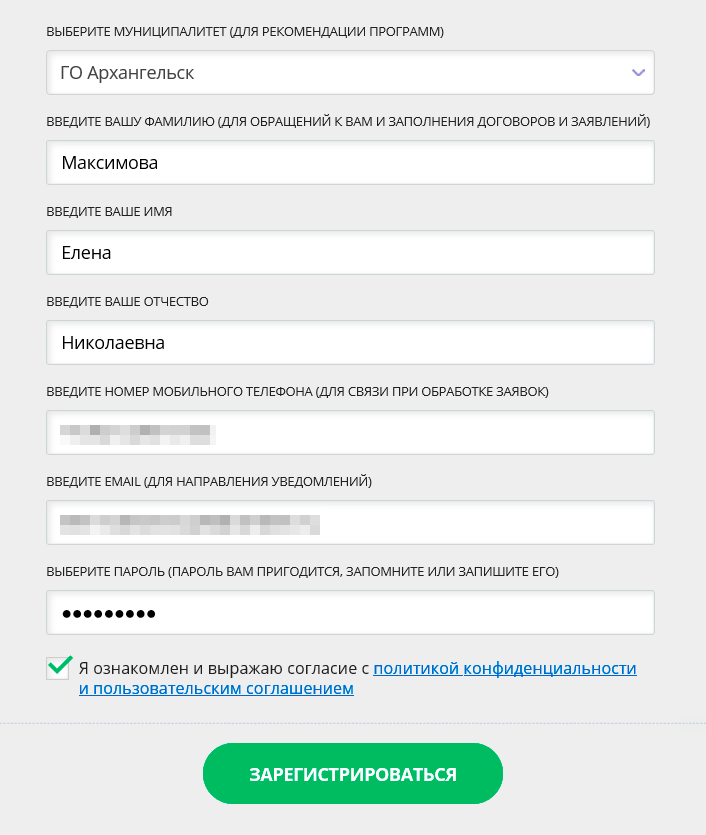 ВЫБЕРИТЕ МУНИЦИПАЛИТЕТ (ДЛЯ РЕКОМЕНДАЦИИ ПРОГРАММ)
ГО Архангельск
ВВЕДИТЕ ВАШУ ФАМИЛИЮ (ДЛЯ ОБРАЩЕНИЙ К ВАМ И ЗАПОЛНЕНИЯ ДОГОВОРОВ И ЗАЯВЛЕНИЙ)
Максимова
ВВЕДИТЕ ВАШЕ ИМЯ
Елена
ВВЕДИТЕ ВАШЕ ОТЧЕСТВО
Николаевна
ВВЕДИТЕ НОМЕР МОБИЛЬНОГО ТЕЛЕФОНА (ДЛЯ СВЯЗИ ПРИ ОБРАБОТКЕ ЗАЯВОК)
ВВЕДИТЕ EMAIL (ДЛЯ НАПРАВЛЕНИЯ УВЕДОМЛЕНИЙ)
ВЫБЕРИТЕ ПАРОЛЬ (ПАРОЛЬ ВАМ ПРИГОДИТСЯ, ЗАПОМНИТЕ ИЛИ ЗАПИШИТЕ ЕГО)
●●●●●●●●●
Я ознакомлен и выражаю согласие с политикой конфиденциальности
и пользовательским соглашением
ЗАРЕГИСТРИРОВАТЬСЯ